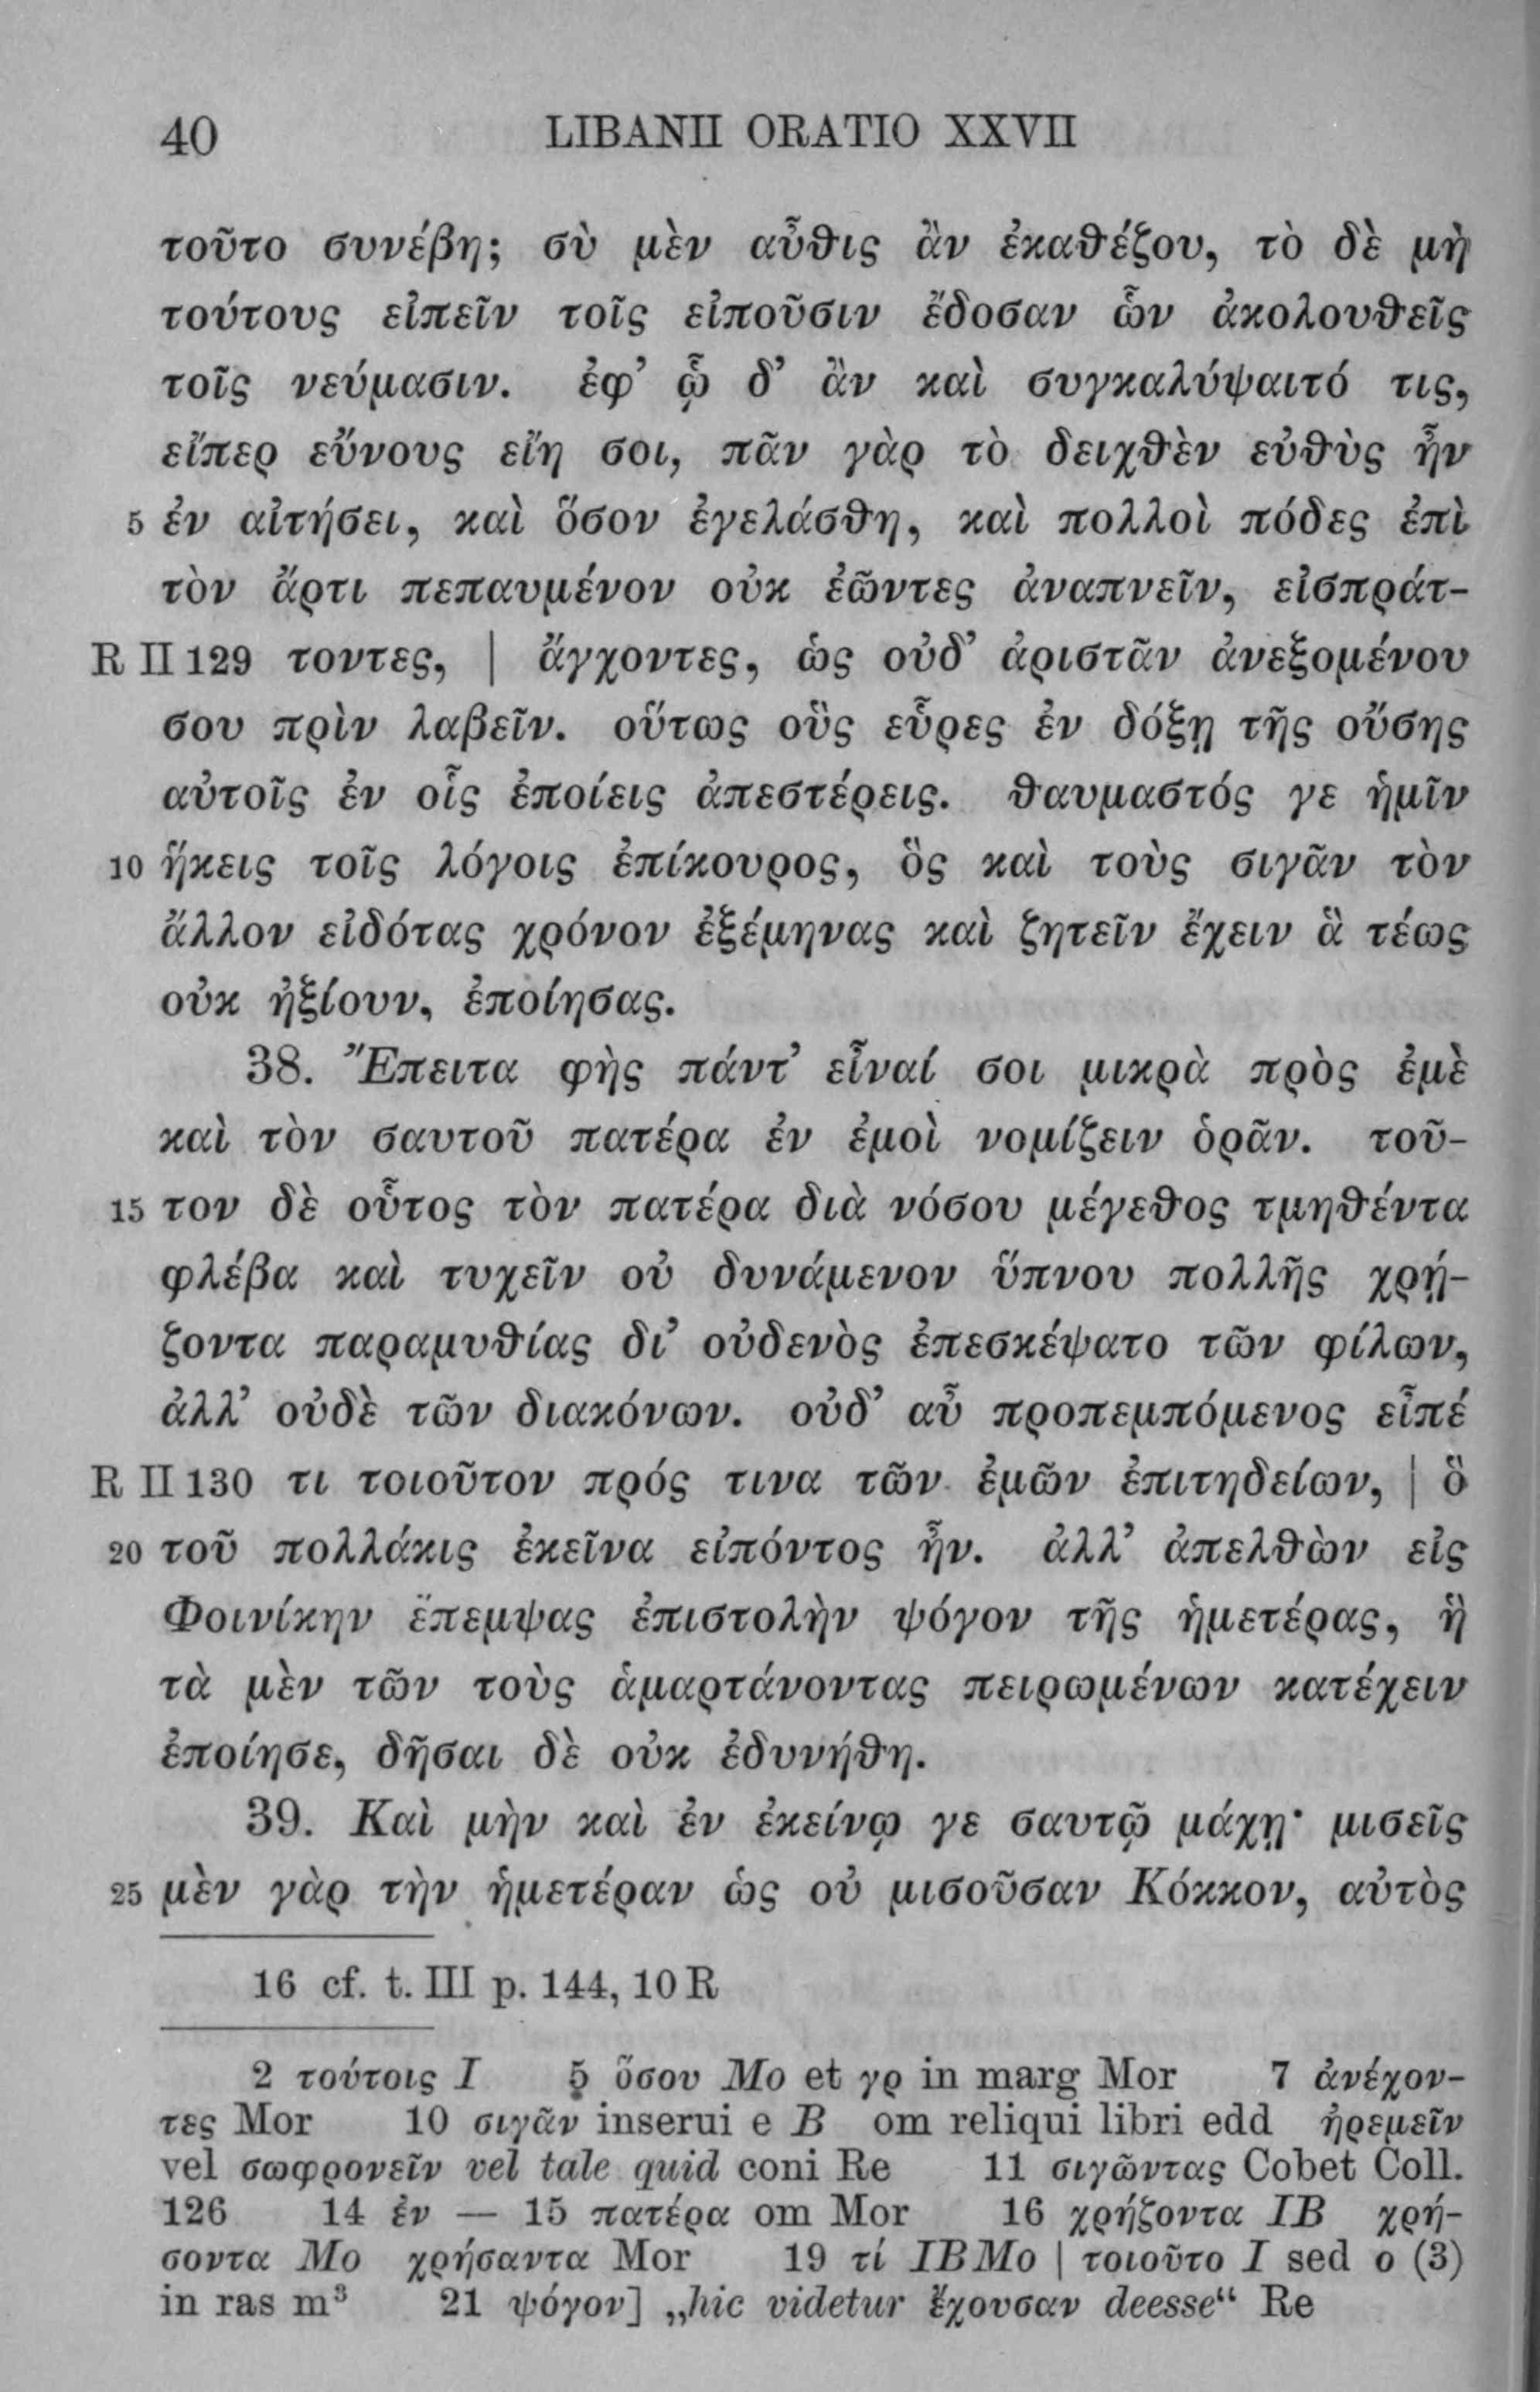 40 LIBANII ORATIO XXVII
τοῦτο συνέβη; σὺ μὲν αὖθις ἂν ἐκαθέζου, τὸ δὲ μὴ
τούτους εἰπεῖν τοῖς εἰποῦσιν ἔδοσαν ὧν ἀκολουθεῖς
τοῖς νεύμασιν. ἐφ’ ᾧ δ’ ἂν καὶ συγκαλύψαιτό τις,
εἴπερ εὔνους εἴη σοι, πᾶν γὰρ τὸ δειχθὲν εὐθὺς ἦν
5 ἐν αἰτήσει, καὶ ὅσον ἐγελάσθη, καὶ πολλοὶ πόδες ἐπὶ
τὸν ἄρτι πεπαυμένον οὐκ ἐῶντες ἀναπνεῖν, εἰσπράτ-
R II 129 τοντες, | ἄγχοντες, ὡς οὐδ’ ἀριστᾶν ἀνεξομένου
σου πρὶν λαβεῖν. οὕτως οὓς εὗρες ἐν δόξῃ τῆς οὔσης
αὐτοῖς ἐν οἷς ἐποίεις ἀπεστέρεις. θαυμαστός γε ἡμῖν
10 ἥκεις τοῖς λόγοις ἐπίκουρος, ὃς καὶ τοὺς σιγᾶν τὸν
ἄλλον εἰδότας χρόνον ἐξέμηνας καὶ ζητεῖν ἔχειν ἃ τέως
οὐκ ἠξίουν, ἐποίησας.
38. Ἔπειτα φὴς πάντ’ εἶναί σοι μικρὰ πρὸς ἐμὲ
καὶ τὸν σαυτοῦ πατέρα ἐν ἐμοὶ νομίζειν ὁρᾶν. τοῦ-
15 τον δὲ οὗτος τὸν πατέρα διὰ νόσου μέγεθος τμηθέντα
φλέβα καὶ τυχεῖν οὐ δυνάμενον ὕπνου πολλῆς χρῄ-
ζοντα παραμυθίας δι’ οὐδενὸς ἐπεσκέψατο τῶν φίλων,
ἀλλ’ οὐδὲ τῶν διακόνων. οὐδ’ αὖ προπεμπόμενος εἶπέ
R II 130 τι τοιοῦτον πρός τινα τῶν ἐμῶν ἐπιτηδείων, | ὃ
20 τοῦ πολλάκις ἐκεῖνα εἰπόντος ἦν. ἀλλ’ ἀπελθὼν εἰς
Φοινίκην ἔπεμψας ἐπιστολὴν ψόγον τῆς ἡμετέρας, ἣ
τὰ μὲν τῶν τοὺς ἁμαρτάνοντας πειρωμένων κατέχειν
ἐποίησε, δῆσαι δὲ οὐκ ἐδυνήθη.
39. Καὶ μὴν καὶ ἐν ἐκείνῳ γε σαυτῷ μάχῃ· μισεῖς
25 μὲν γὰρ τὴν ἡμετέραν ὡς οὐ μισοῦσαν Κόκκον, αὐτὸς
16 cf. t. III p. 144, 10 R
2 τούτοις I 5 ὅσου Mo et γρ in marg Mor 7 ἀνέχον-
τες Mor 10 σιγᾶν inserui e B om reliqui libri edd ἠρεμεῖν
vel σωφρονεῖν vel tale quid coni Re 11 σιγῶντας Cobet Coll.
126 14 ἐν — 15 πατέρα om Mor 16 χρήζοντα IB χρή-
σοντα Mo χρήσαντα Mor 19 τί IBMo | τοιοῦτο I sed ο (3)
in ras m³ 21 ψόγον] „hic videtur ἔχουσαν deesse“ Re